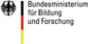 Bundesministerium
für Bildung
und Forschung